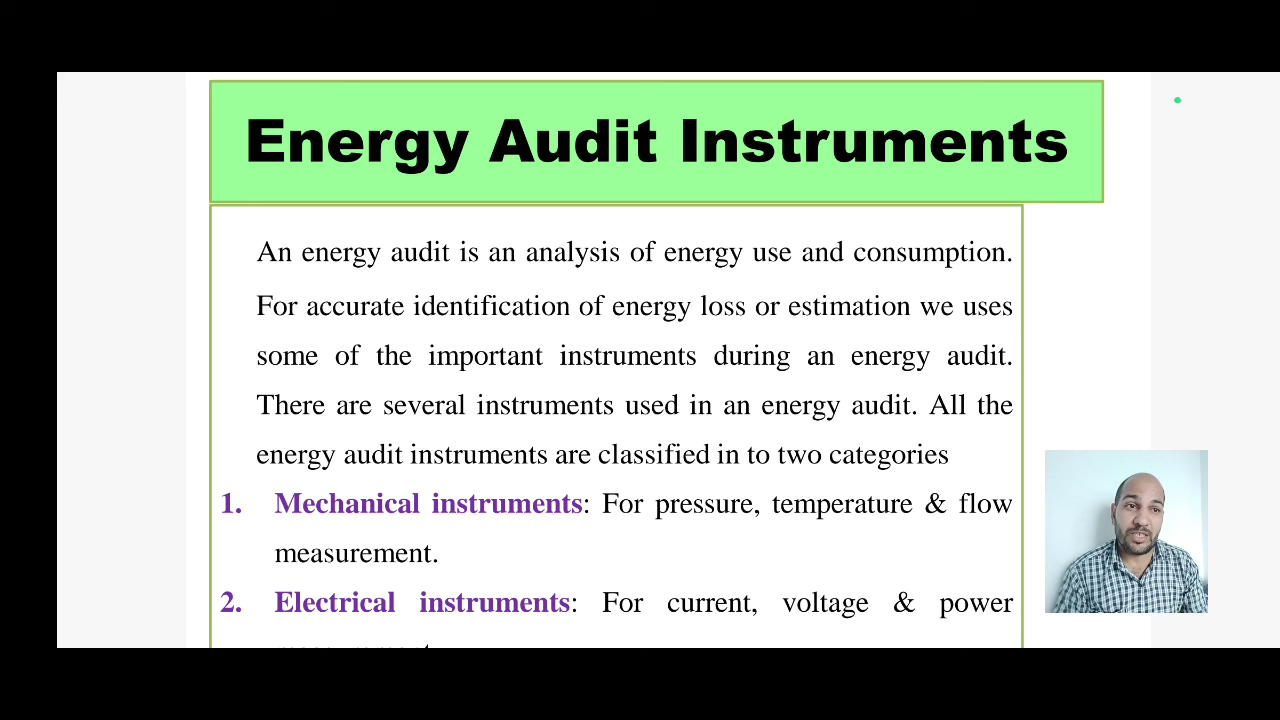 Energy Audit Instruments
An energy audit is an analysis of energy use and consumption.
For accurate identification of energy loss or estimation we uses
some of the important instruments during an energy audit.
There are several instruments used in an energy audit. All the
energy audit instruments are classified in to two categories
1. Mechanical instruments: For pressure, temperature & flow
measurement.
2. Electrical instruments: For current, voltage & power